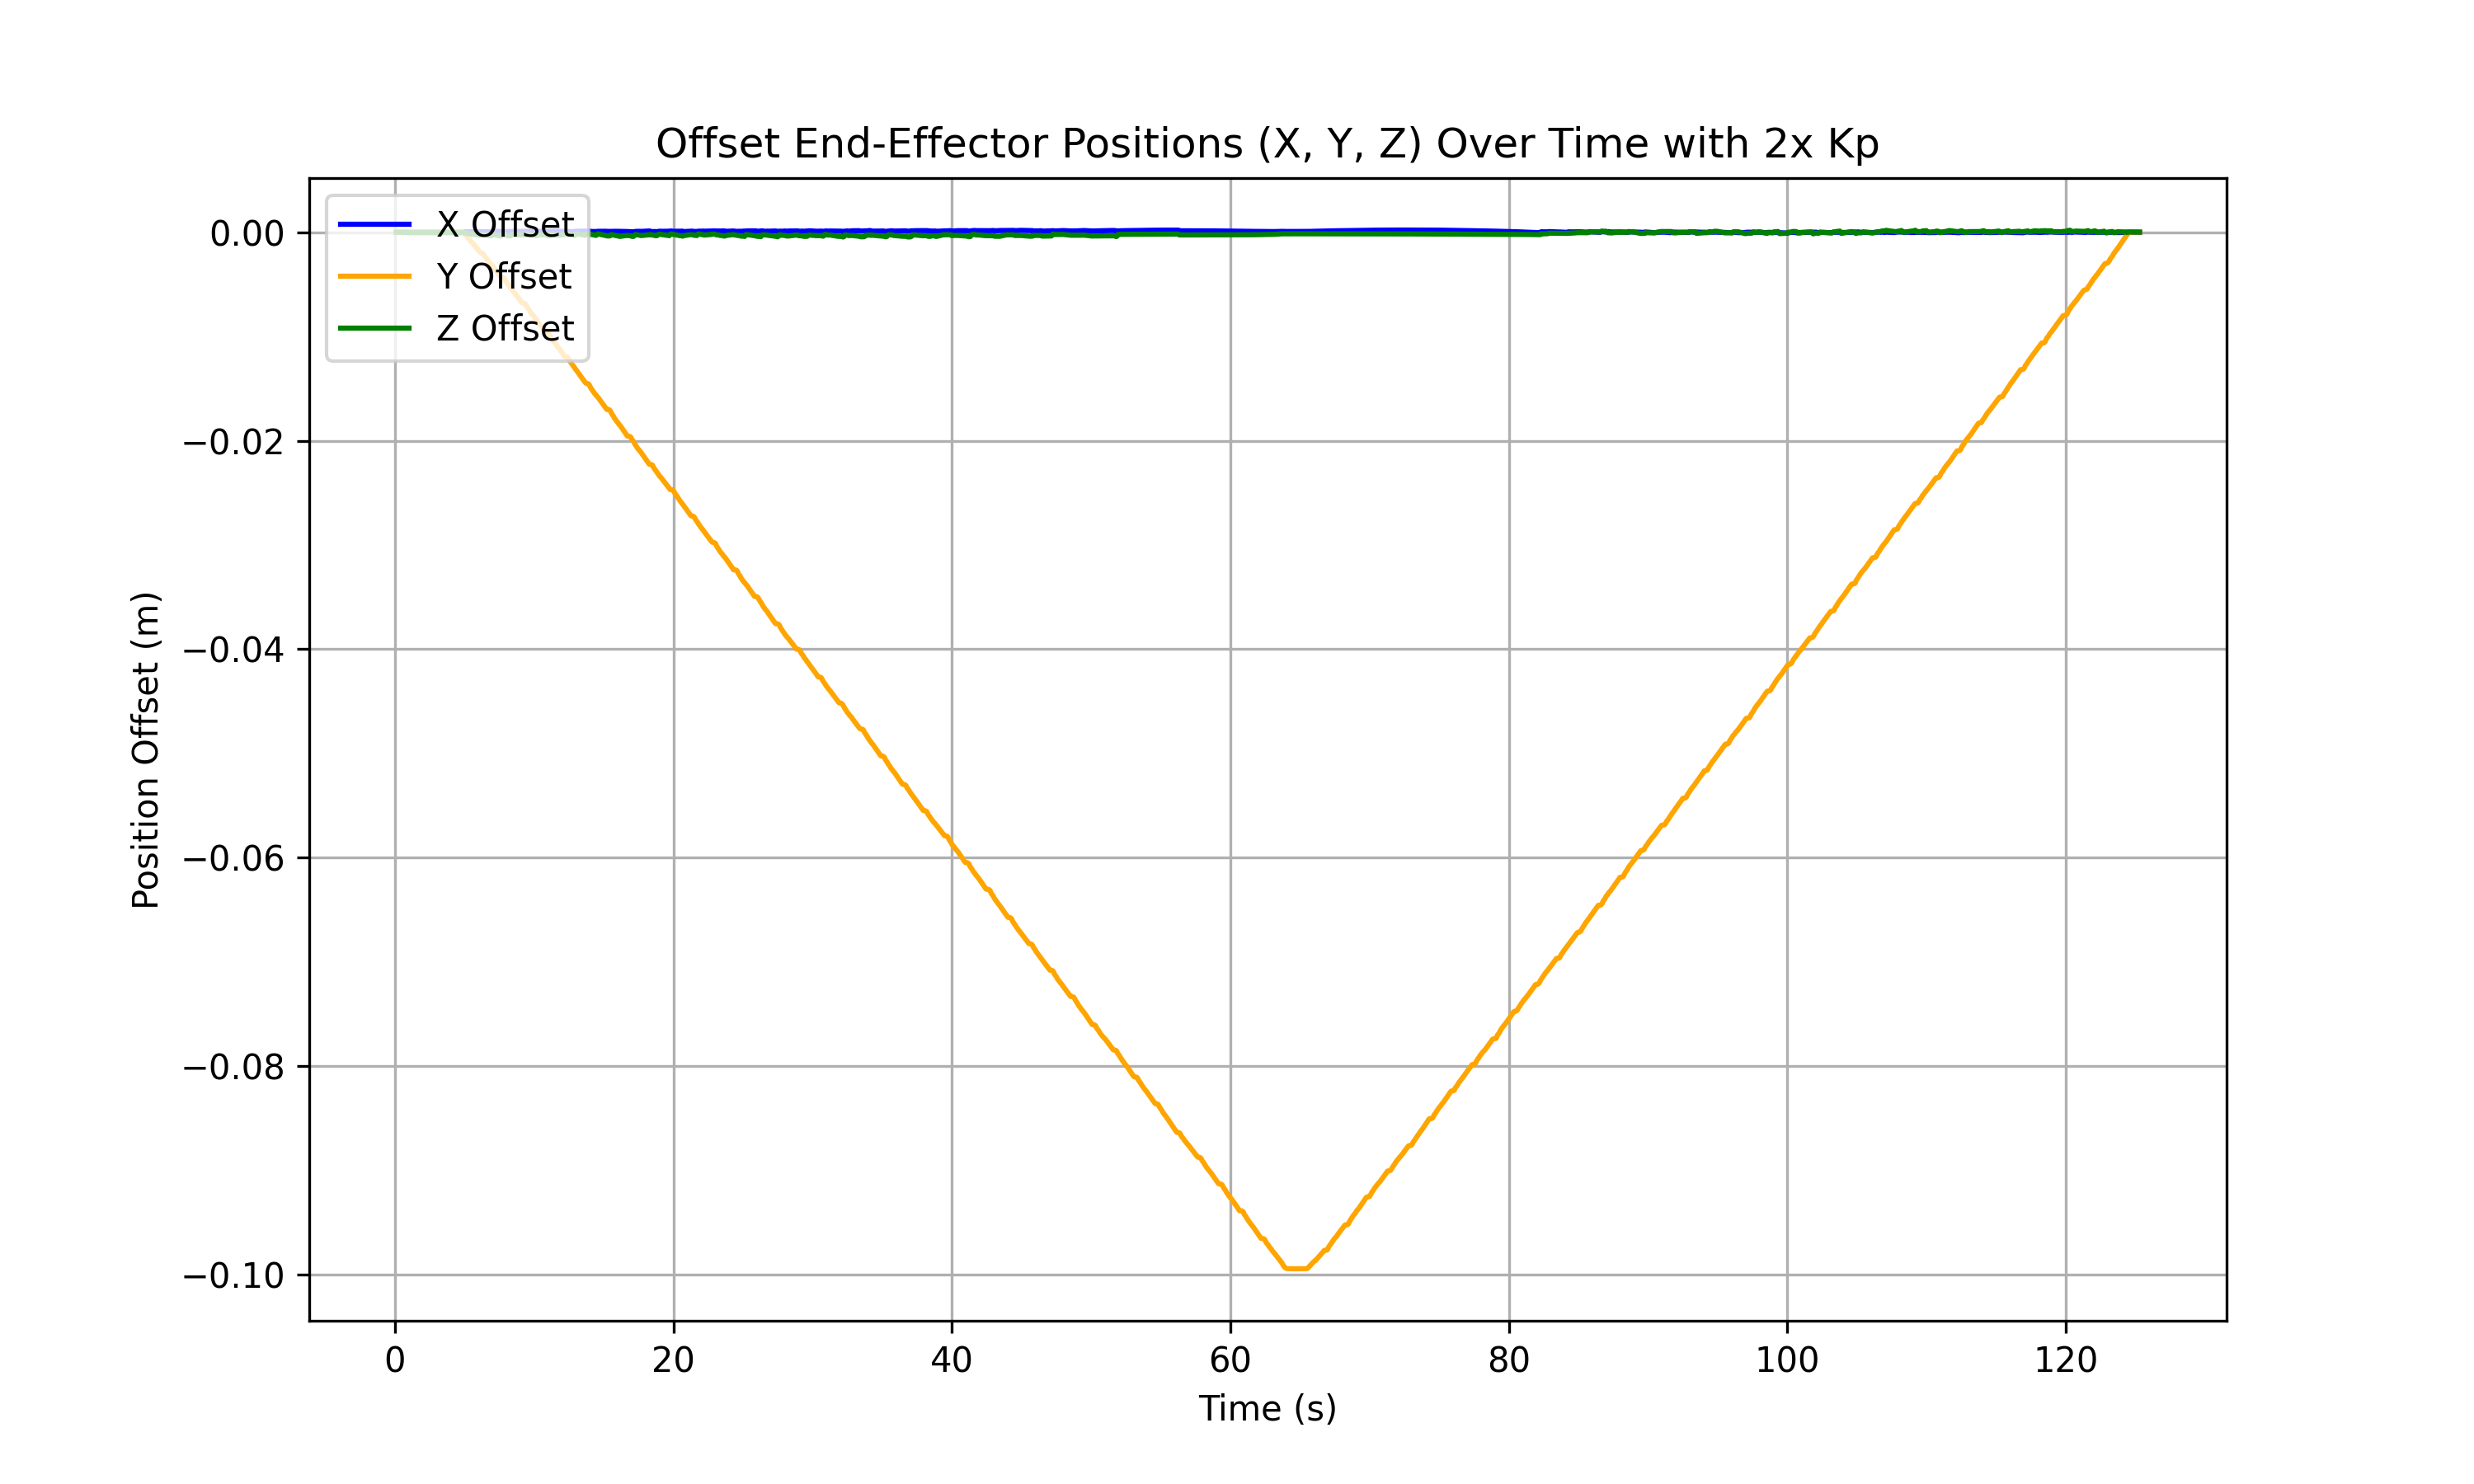 Offset End-Effector Positions (X, Y, Z) Over Time with 2x Kp
X Offset
Y Offset
Z Offset
0.00
−0.02
−0.04
−0.06
−0.08
−0.10
Position Offset (m)
0 20 40 60 80 100 120
Time (s)